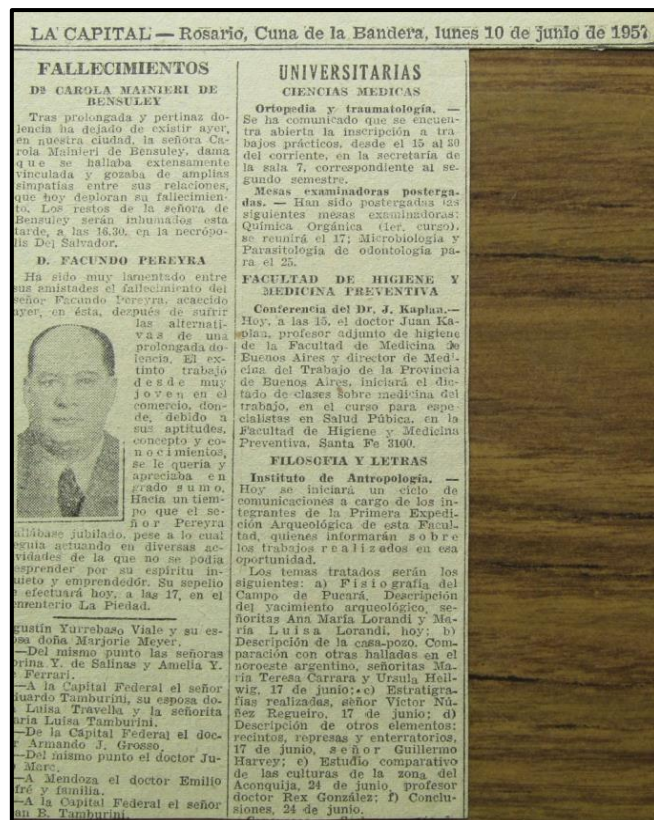 LA CAPITAL — Rosario, Cuna de la Bandera, lunes 10 de junio de 1957
FALLECIMIENTOS
Dª CAROLA MAINIERI DE
BENSULEY
Tras prolongada y pertinaz do-
lencia ha dejado de existir ayer,
en nuestra ciudad, la señora Ca-
rola Mainieri de Bensuley, dama
que se hallaba extensamente
vinculada y gozaba de amplias
simpatías entre sus relaciones,
que hoy deploran su fallecimien-
to. Los restos de la señora de
Bensuley serán inhumados esta
tarde, a las 16.30, en la necrópo-
lis Del Salvador.
D. FACUNDO PEREYRA
Ha sido muy lamentado entre
sus amistades el fallecimiento del
señor Facundo Pereyra, acaecido
ayer, en ésta, después de sufrir
las alternati-
vas de una
prolongada do-
lencia. El ex-
tinto trabajó
desde muy
joven en el
comercio, don-
de, debido a
sus aptitudes,
concepto y co-
nocimientos,
se le quería y
apreciaba en
grado sumo.
Hacía un tiem-
po que el se-
ñor Pereyra
allábase jubilado, pese a lo cual
eguía actuando en diversas ac-
vidades de la que no se podía
esprender por su espíritu in-
uieto y emprendedor. Su sepelio
e efectuará hoy, a las 17, en el
ementerio La Piedad.
gustín Yurrebaso Viale y su es-
osa doña Marjorie Meyer.
—Del mismo punto las señoras
orina Y. de Salinas y Amelia Y.
e Ferrari.
—A la Capital Federal el señor
duardo Tamburini, su esposa do-
a Luisa Travella y la señorita
aría Luisa Tamburini.
—De la Capital Federal el doc-
r Armando J. Grosso.
—Del mismo punto el doctor Ju-
o Marc.
—A Mendoza el doctor Emilio
fré y familia.
—A la Capital Federal el señor
an B. Tamburini.
UNIVERSITARIAS
CIENCIAS MEDICAS
Ortopedia y traumatología. —
Se ha comunicado que se encuen-
tra abierta la inscripción a tra-
bajos prácticos, desde el 15 al 30
del corriente, en la secretaría de
la sala 7, correspondiente al se-
gundo semestre.
Mesas examinadoras posterga-
das. — Han sido postergadas las
siguientes mesas examinadoras:
Química Orgánica (1er. curso),
se reunirá el 17; Microbiología y
Parasitología de odontología pa-
ra el 25.
FACULTAD DE HIGIENE Y
MEDICINA PREVENTIVA
Conferencia del Dr. J. Kaplan.—
Hoy, a las 15, el doctor Juan Ka-
plan, profesor adjunto de higiene
de la Facultad de Medicina de
Buenos Aires y director de Medi-
cina del Trabajo de la Provincia
de Buenos Aires, iniciará el dic-
tado de clases sobre medicina del
trabajo, en el curso para espe-
cialistas en Salud Púbica, en la
Facultad de Higiene y Medicina
Preventiva, Santa Fe 3100.
FILOSOFIA Y LETRAS
Instituto de Antropología. —
Hoy se iniciará un ciclo de
comunicaciones a cargo de los in-
tegrantes de la Primera Expedi-
ción Arqueológica de esta Facul-
tad, quienes informarán sobre
los trabajos realizados en esa
oportunidad.
Los temas tratados serán los
siguientes: a) Fisiografía del
Campo de Pucará, Descripción
del yacimiento arqueológico, se-
ñoritas Ana María Lorandi y Ma-
ría Luisa Lorandi, hoy; b)
Descripción de la casa-pozo. Com-
paración con otras halladas en el
noroeste argentino, señoritas Ma-
ría Teresa Carrara y Ursula Hell-
wig, 17 de junio; c) Estratigra-
fías realizadas, señor Víctor Nú-
ñez Regueiro, 17 de junio; d)
Descripción de otros elementos:
recintos, represas y enterratorios,
17 de junio, señor Guillermo
Harvey; e) Estudio comparativo
de las culturas de la zona del
Aconquija, 24 de junio, profesor
doctor Rex González; f) Conclu-
siones, 24 de junio.